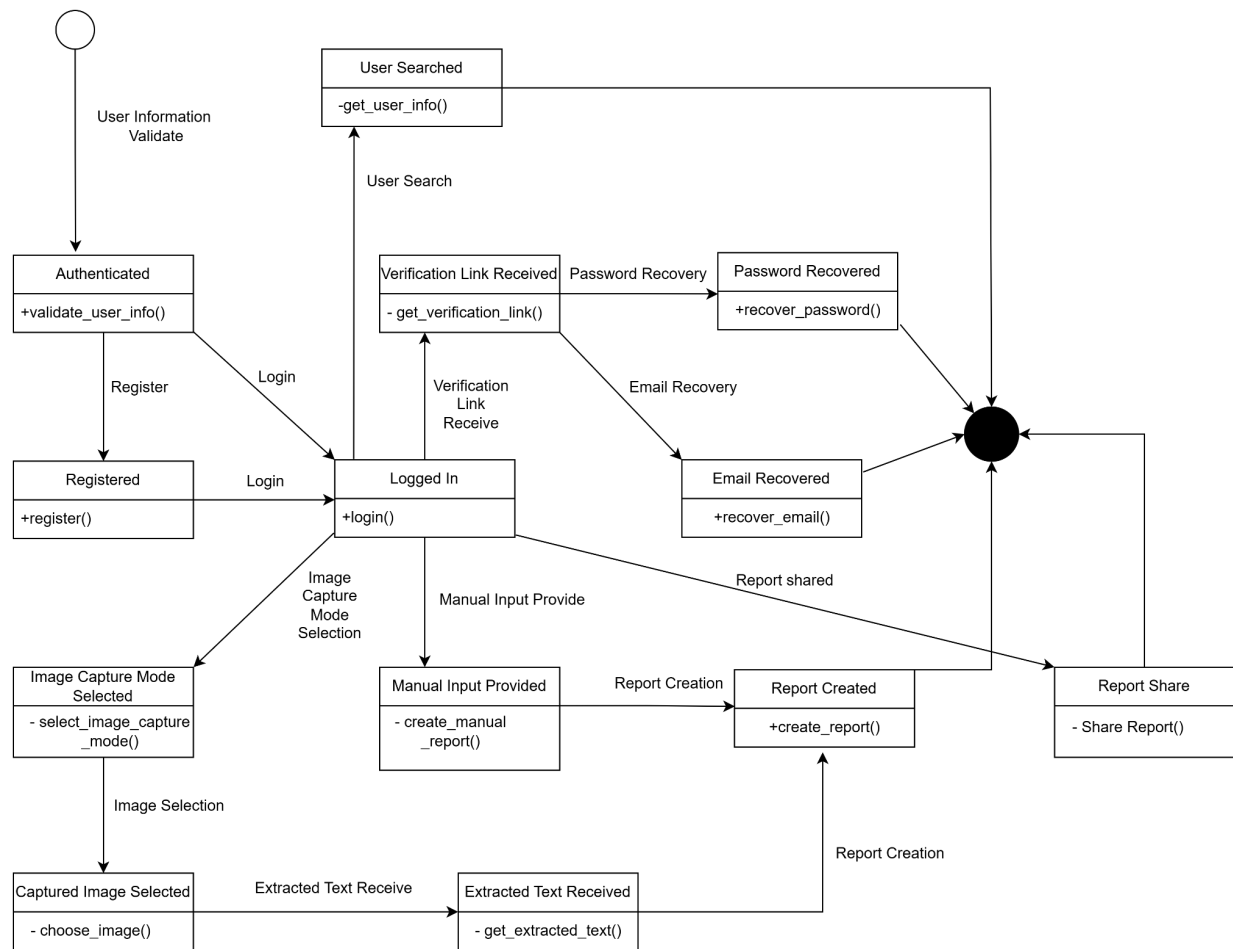 User Searched
-get_user_info()
User Information
Validate
User Search
Authenticated
+validate_user_info()
Verification Link Received
- get_verification_link()
Password Recovery
Password Recovered
+recover_password()
Register
Login
Verification
Link
Receive
Email Recovery
Registered
+register()
Login
Logged In
+login()
Email Recovered
+recover_email()
Image
Capture
Mode
Selection
Manual Input Provide
Report shared
Image Capture Mode
Selected
- select_image_capture
_mode()
Manual Input Provided
- create_manual
_report()
Report Creation
Report Created
+create_report()
Report Share
- Share Report()
Image Selection
Report Creation
Captured Image Selected
- choose_image()
Extracted Text Receive
Extracted Text Received
- get_extracted_text()